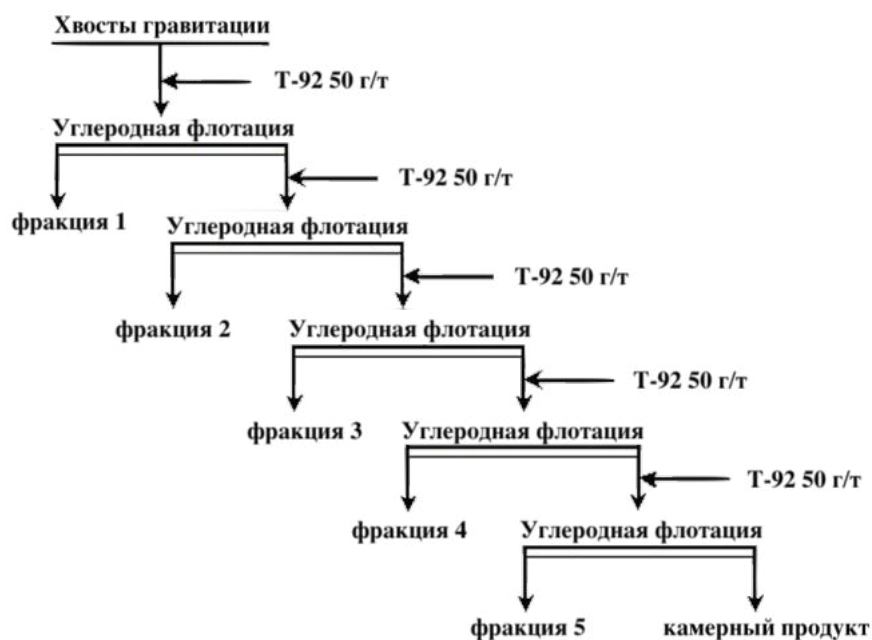 Хвосты гравитации
Т-92 50 г/т
Углеродная флотация
Т-92 50 г/т
фракция 1
Углеродная флотация
Т-92 50 г/т
фракция 2
Углеродная флотация
Т-92 50 г/т
фракция 3
Углеродная флотация
Т-92 50 г/т
фракция 4
Углеродная флотация
фракция 5
камерный продукт